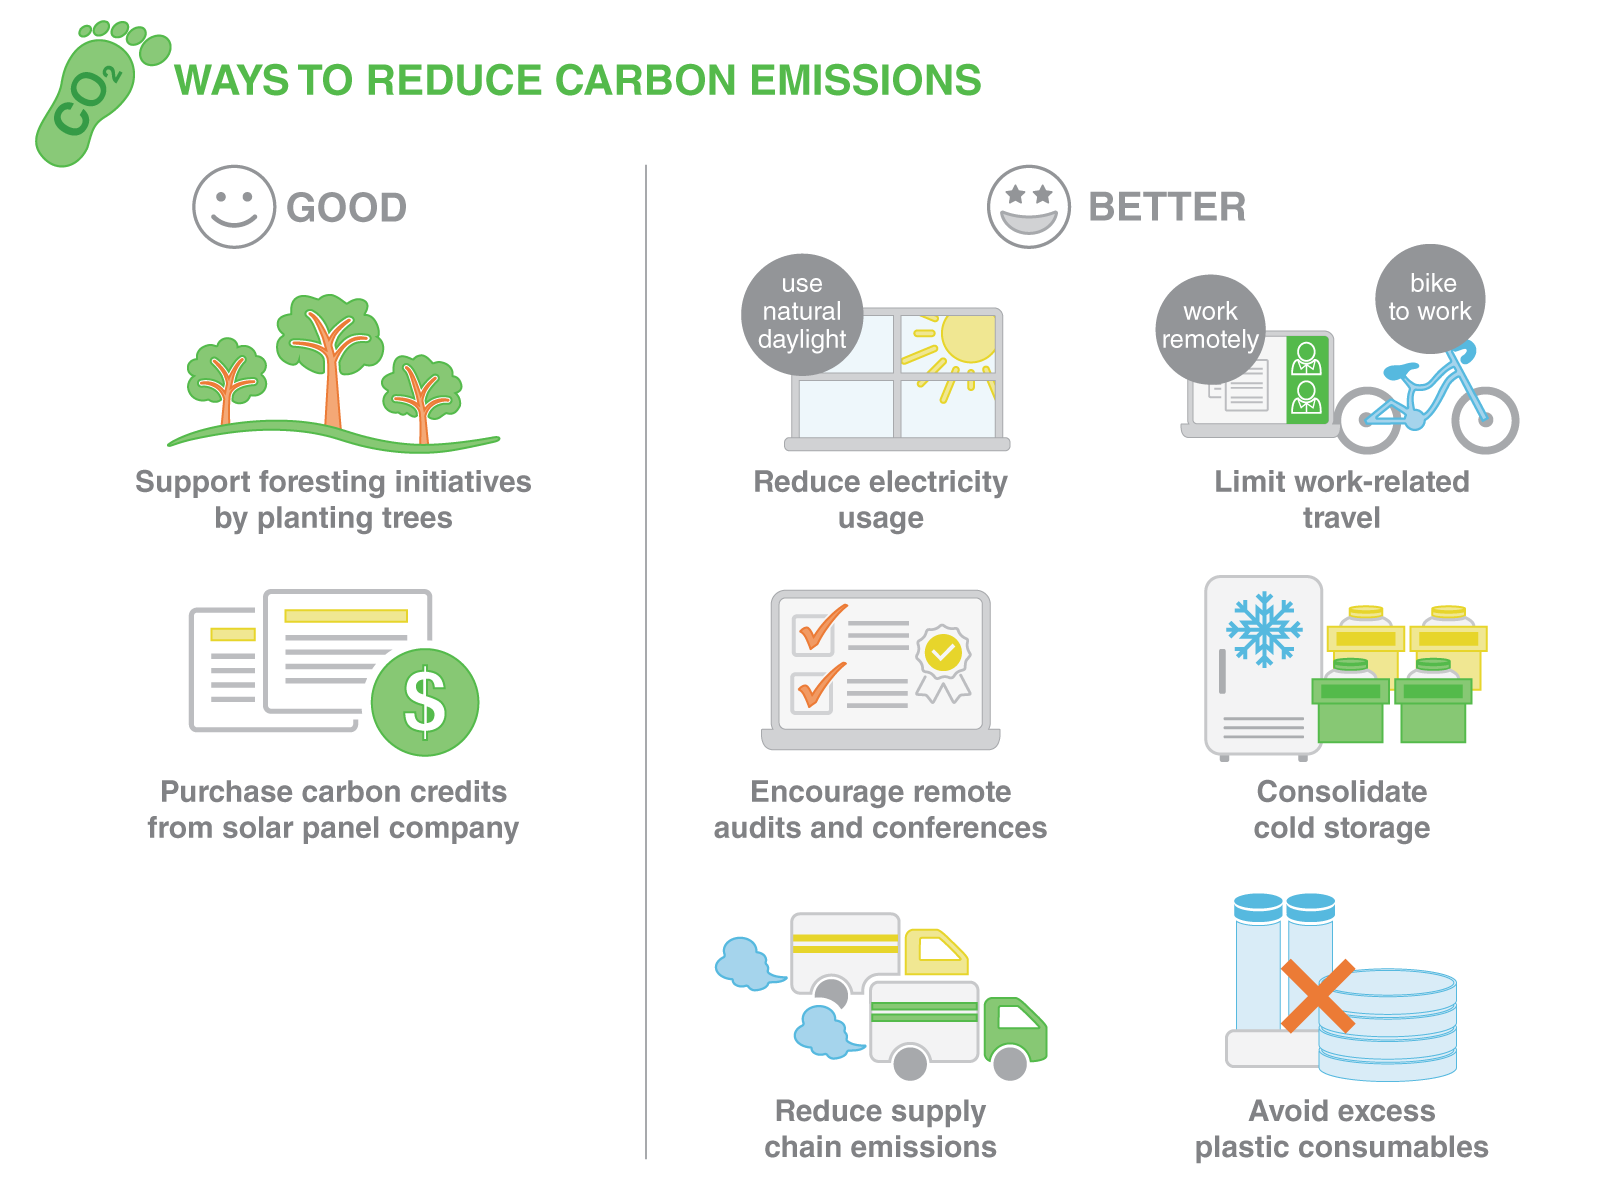 CO2
WAYS TO REDUCE CARBON EMISSIONS
GOOD
Support foresting initiatives
by planting trees
$
Purchase carbon credits
from solar panel company
BETTER
use
natural
daylight
Reduce electricity
usage
work
remotely
bike
to work
Limit work-related
travel
Encourage remote
audits and conferences
Consolidate
cold storage
Reduce supply
chain emissions
Avoid excess
plastic consumables